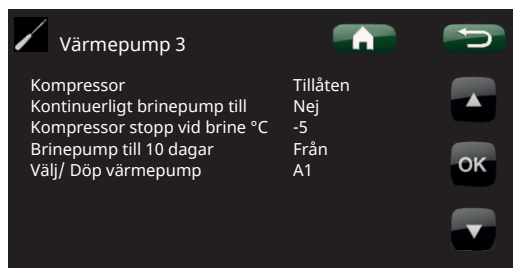 Värmepump 3
Kompressor Tillåten
Kontinuerligt brinepump till Nej
Kompressor stopp vid brine °C -5
Brinepump till 10 dagar Från
Välj/ Döp värmepump A1
OK